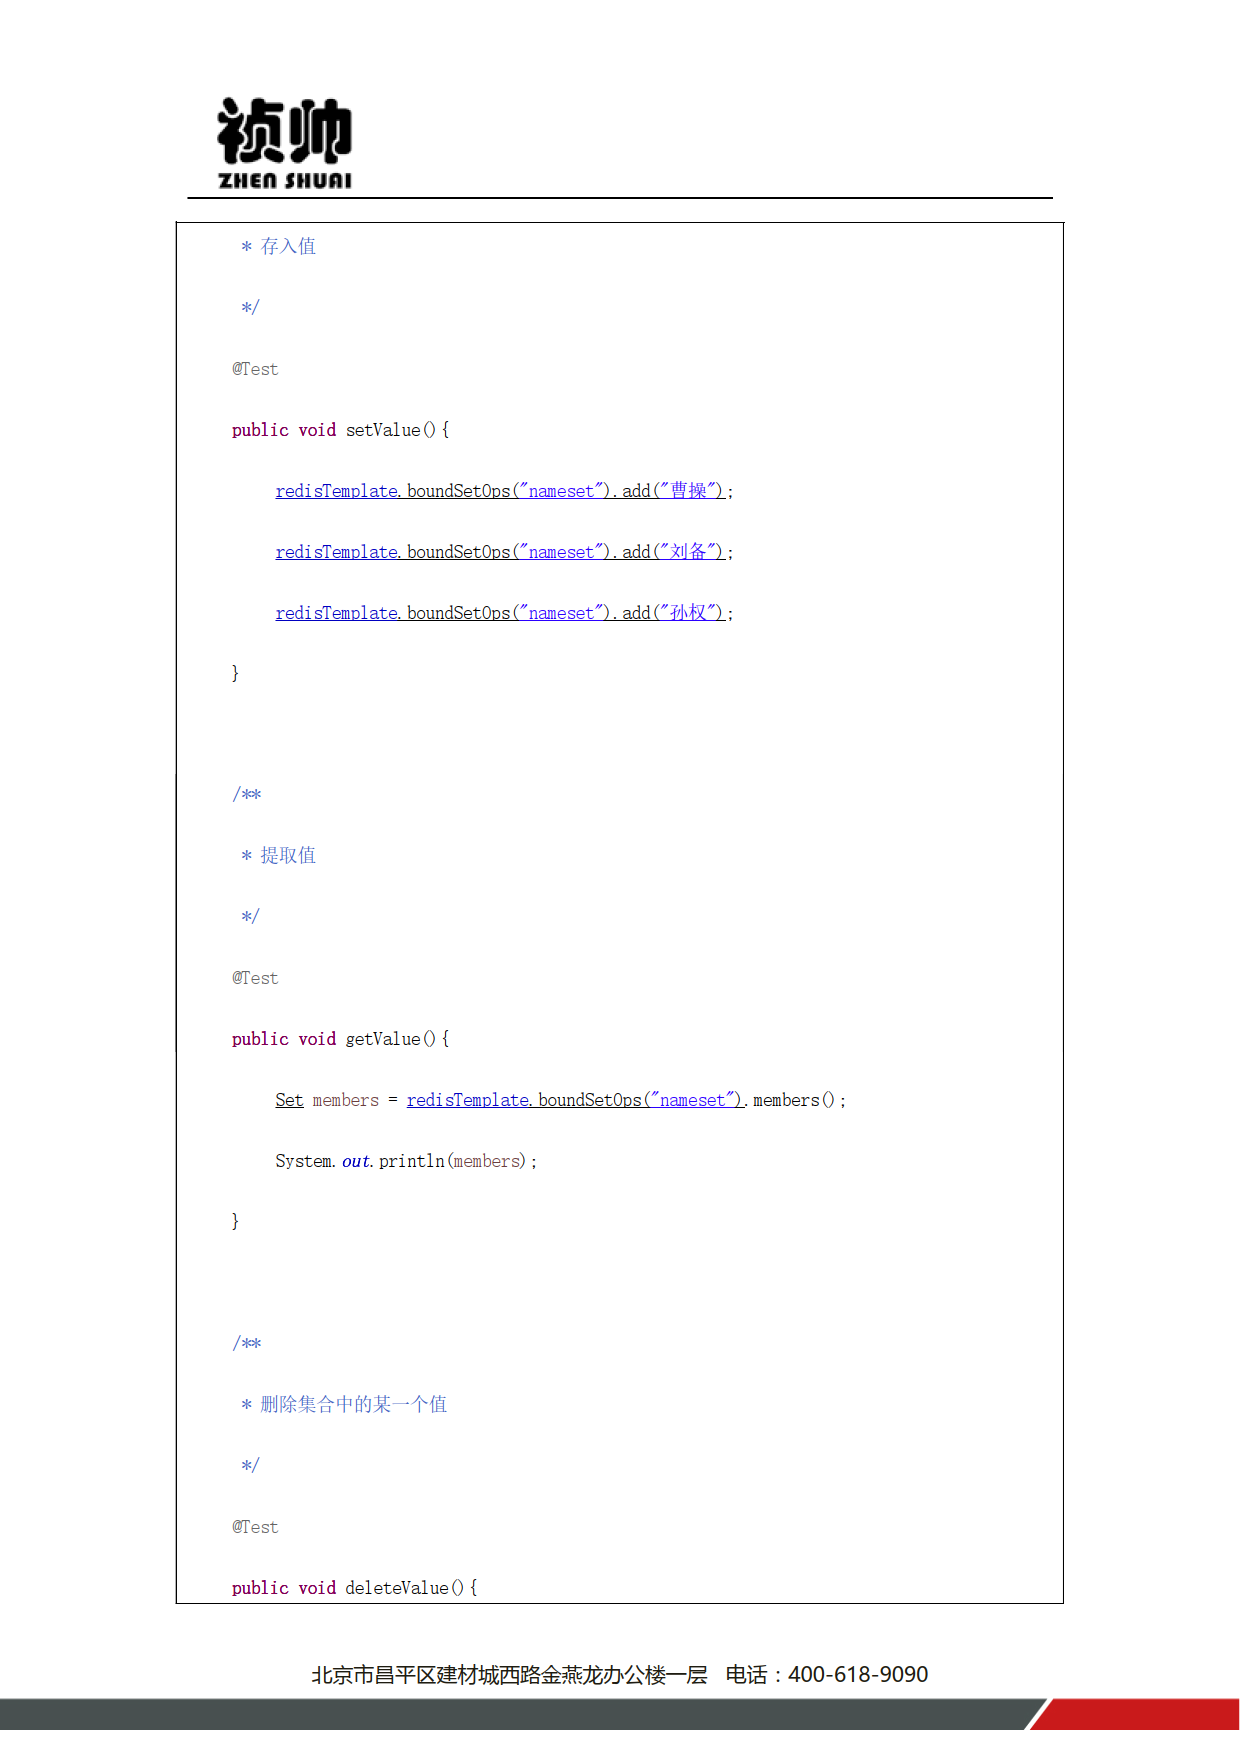 祯帅
ZHEN SHUAI
* 存入值
*/
@Test
public void setValue(){
redisTemplate.boundSetOps("nameset").add("曹操");
redisTemplate.boundSetOps("nameset").add("刘备");
redisTemplate.boundSetOps("nameset").add("孙权");
}
/**
* 提取值
*/
@Test
public void getValue(){
Set members = redisTemplate.boundSetOps("nameset").members();
System.out.println(members);
}
/**
* 删除集合中的某一个值
*/
@Test
public void deleteValue(){
北京市昌平区建材城西路金燕龙办公楼一层 电话：400-618-9090